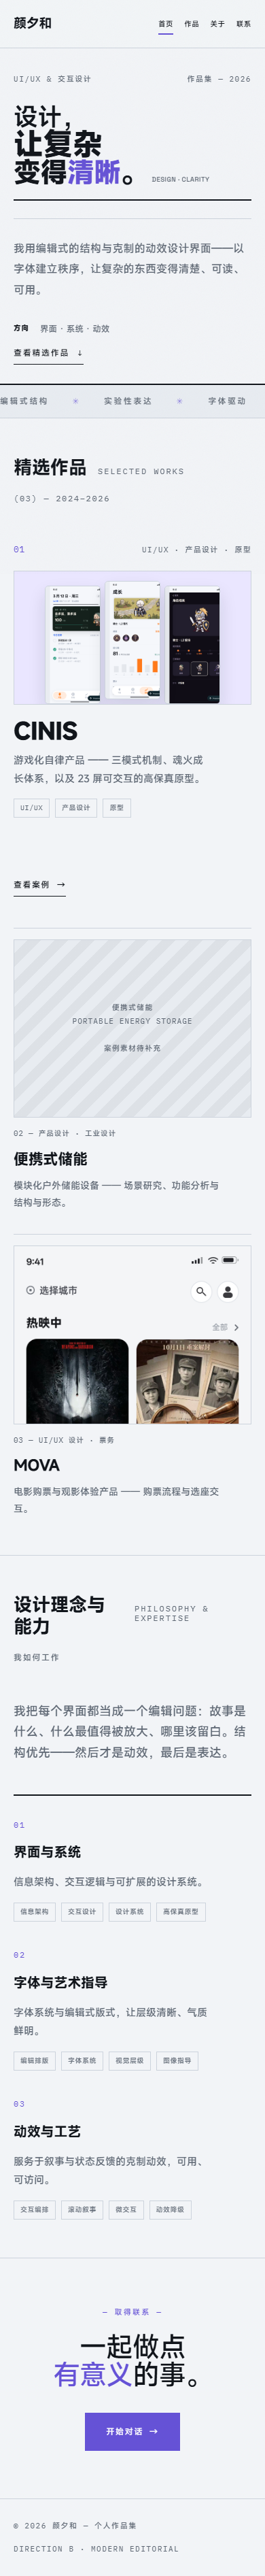 颜夕和
首页 作品 关于 联系
UI/UX & 交互设计
作品集 — 2026
设计，
让复杂
变得清晰。
DESIGN · CLARITY
我用编辑式的结构与克制的动效设计界面——以
字体建立秩序，让复杂的东西变得清楚、可读、
可用。
方向 界面 · 系统 · 动效
查看精选作品 ↓
编辑式结构 ✳ 实验性表达 ✳ 字体驱动
精选作品 SELECTED WORKS
(03) — 2024–2026
01
UI/UX · 产品设计 · 原型
成长
CINIS
游戏化自律产品 —— 三模式机制、魂火成
长体系，以及 23 屏可交互的高保真原型。
UI/UX 产品设计 原型
查看案例 →
便携式储能
PORTABLE ENERGY STORAGE
案例素材待补充
02 — 产品设计 · 工业设计
便携式储能
模块化户外储能设备 —— 场景研究、功能分析与
结构与形态。
9:41
选择城市
热映中
全部
03 — UI/UX 设计 · 票务
MOVA
电影购票与观影体验产品 —— 购票流程与选座交
互。
设计理念与
能力
PHILOSOPHY &
EXPERTISE
我如何工作
我把每个界面都当成一个编辑问题：故事是
什么、什么最值得被放大、哪里该留白。结
构优先——然后才是动效，最后是表达。
01
界面与系统
信息架构、交互逻辑与可扩展的设计系统。
信息架构 交互设计 设计系统 高保真原型
02
字体与艺术指导
字体系统与编辑式版式，让层级清晰、气质
鲜明。
编辑排版 字体系统 视觉层级 图像指导
03
动效与工艺
服务于叙事与状态反馈的克制动效，可用、
可访问。
交互编排 滚动叙事 微交互 动效降级
— 取得联系 —
一起做点
有意义的事。
开始对话 →
© 2026 颜夕和 — 个人作品集
DIRECTION B · MODERN EDITORIAL